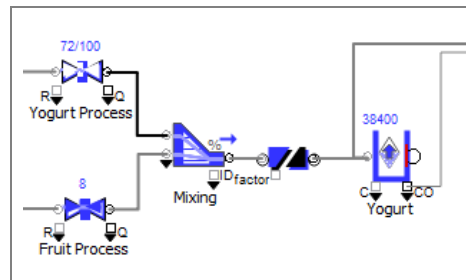 72/100
R Q
Yogurt Process
%
38400
ID factor
8
Mixing
C CO
Yogurt
R Q
Fruit Process